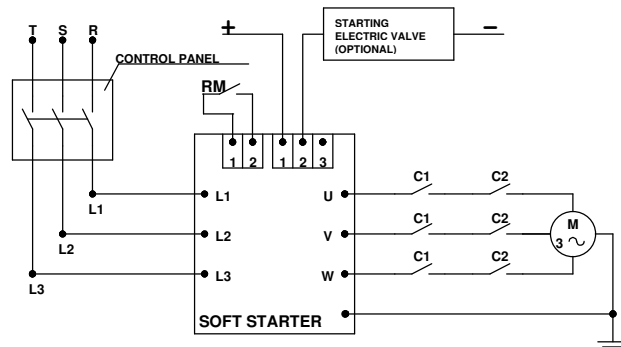 T S R
+
STARTING
ELECTRIC VALVE
(OPTIONAL)
−
CONTROL PANEL
RM
1 2 1 2 3
L1 L1 U C1 C2
L2 L2 V C1 C2 M
3 ~
L3 L3 W C1 C2
SOFT STARTER